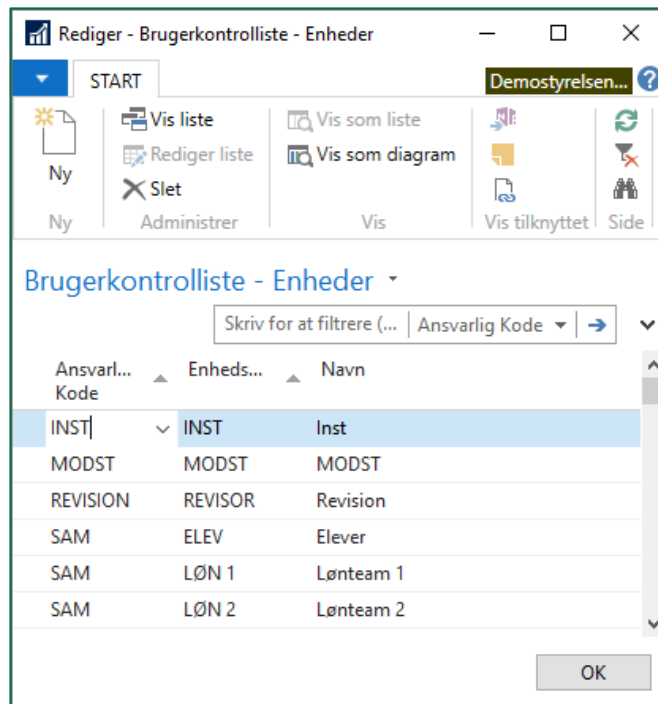 Rediger - Brugerkontrolliste - Enheder
START
Demostyrelsen... ?
Ny
Vis liste
Rediger liste
Slet
Vis som liste
Vis som diagram
Ny
Administrer
Vis
Vis tilknyttet
Side
Brugerkontrolliste - Enheder
Skriv for at filtrere (... Ansvarlig Kode
Ansvarl... Kode Enheds... Navn
INST INST Inst
MODST MODST MODST
REVISION REVISOR Revision
SAM ELEV Elever
SAM LØN 1 Lønteam 1
SAM LØN 2 Lønteam 2
OK